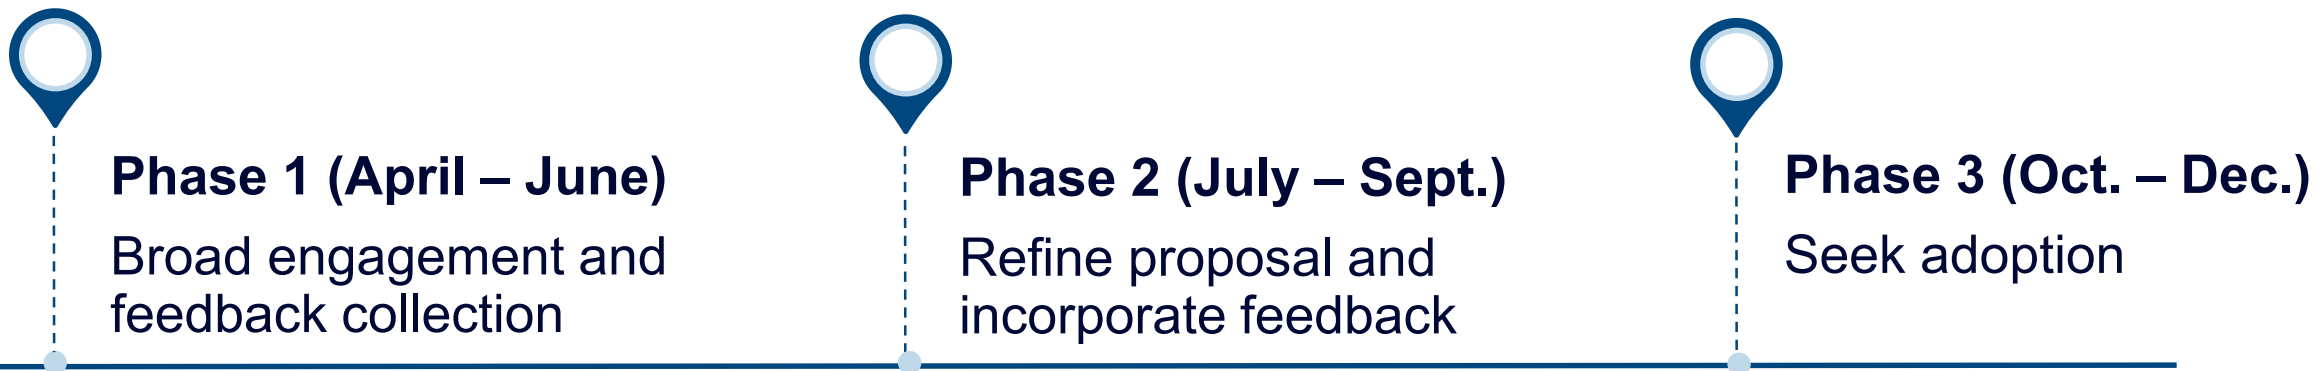 Phase 1 (April – June)
Broad engagement and
feedback collection
Phase 2 (July – Sept.)
Refine proposal and
incorporate feedback
Phase 3 (Oct. – Dec.)
Seek adoption